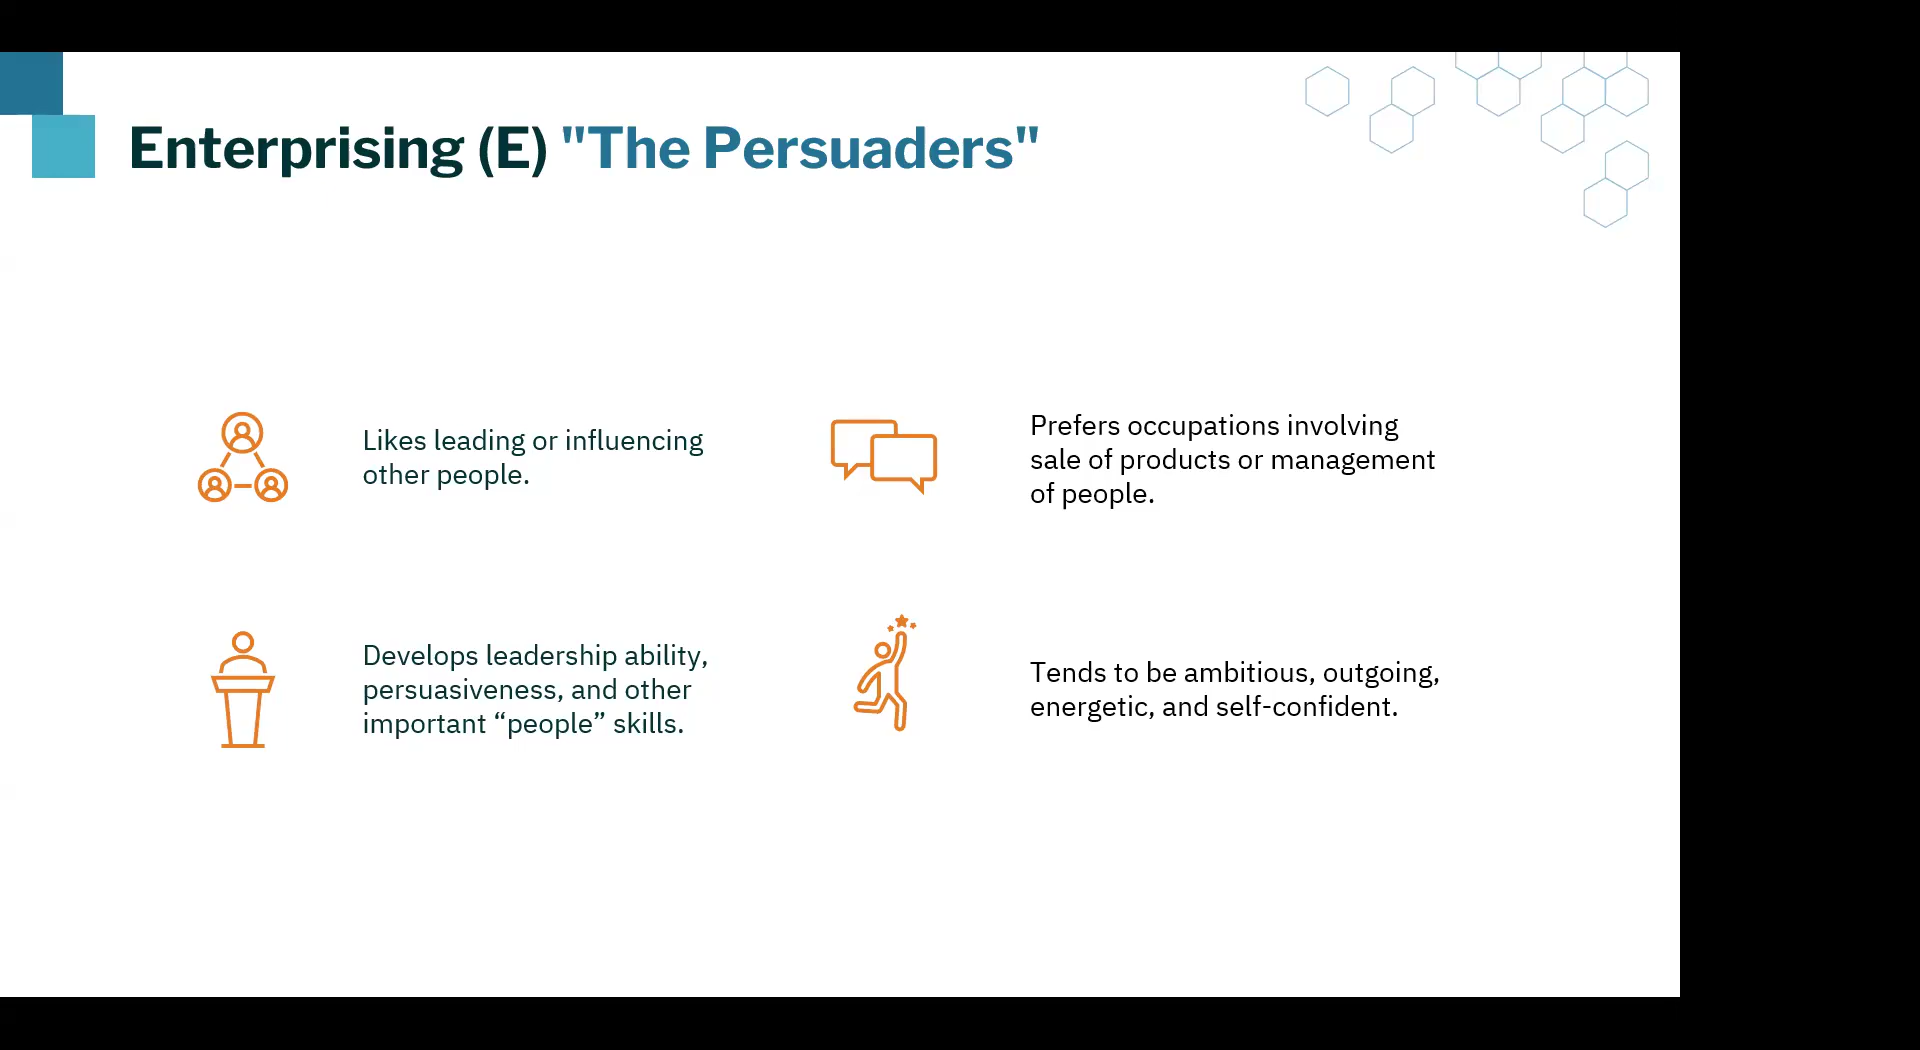 Enterprising (E) "The Persuaders"
Likes leading or influencing
other people.
Prefers occupations involving
sale of products or management
of people.
Develops leadership ability,
persuasiveness, and other
important “people” skills.
Tends to be ambitious, outgoing,
energetic, and self-confident.